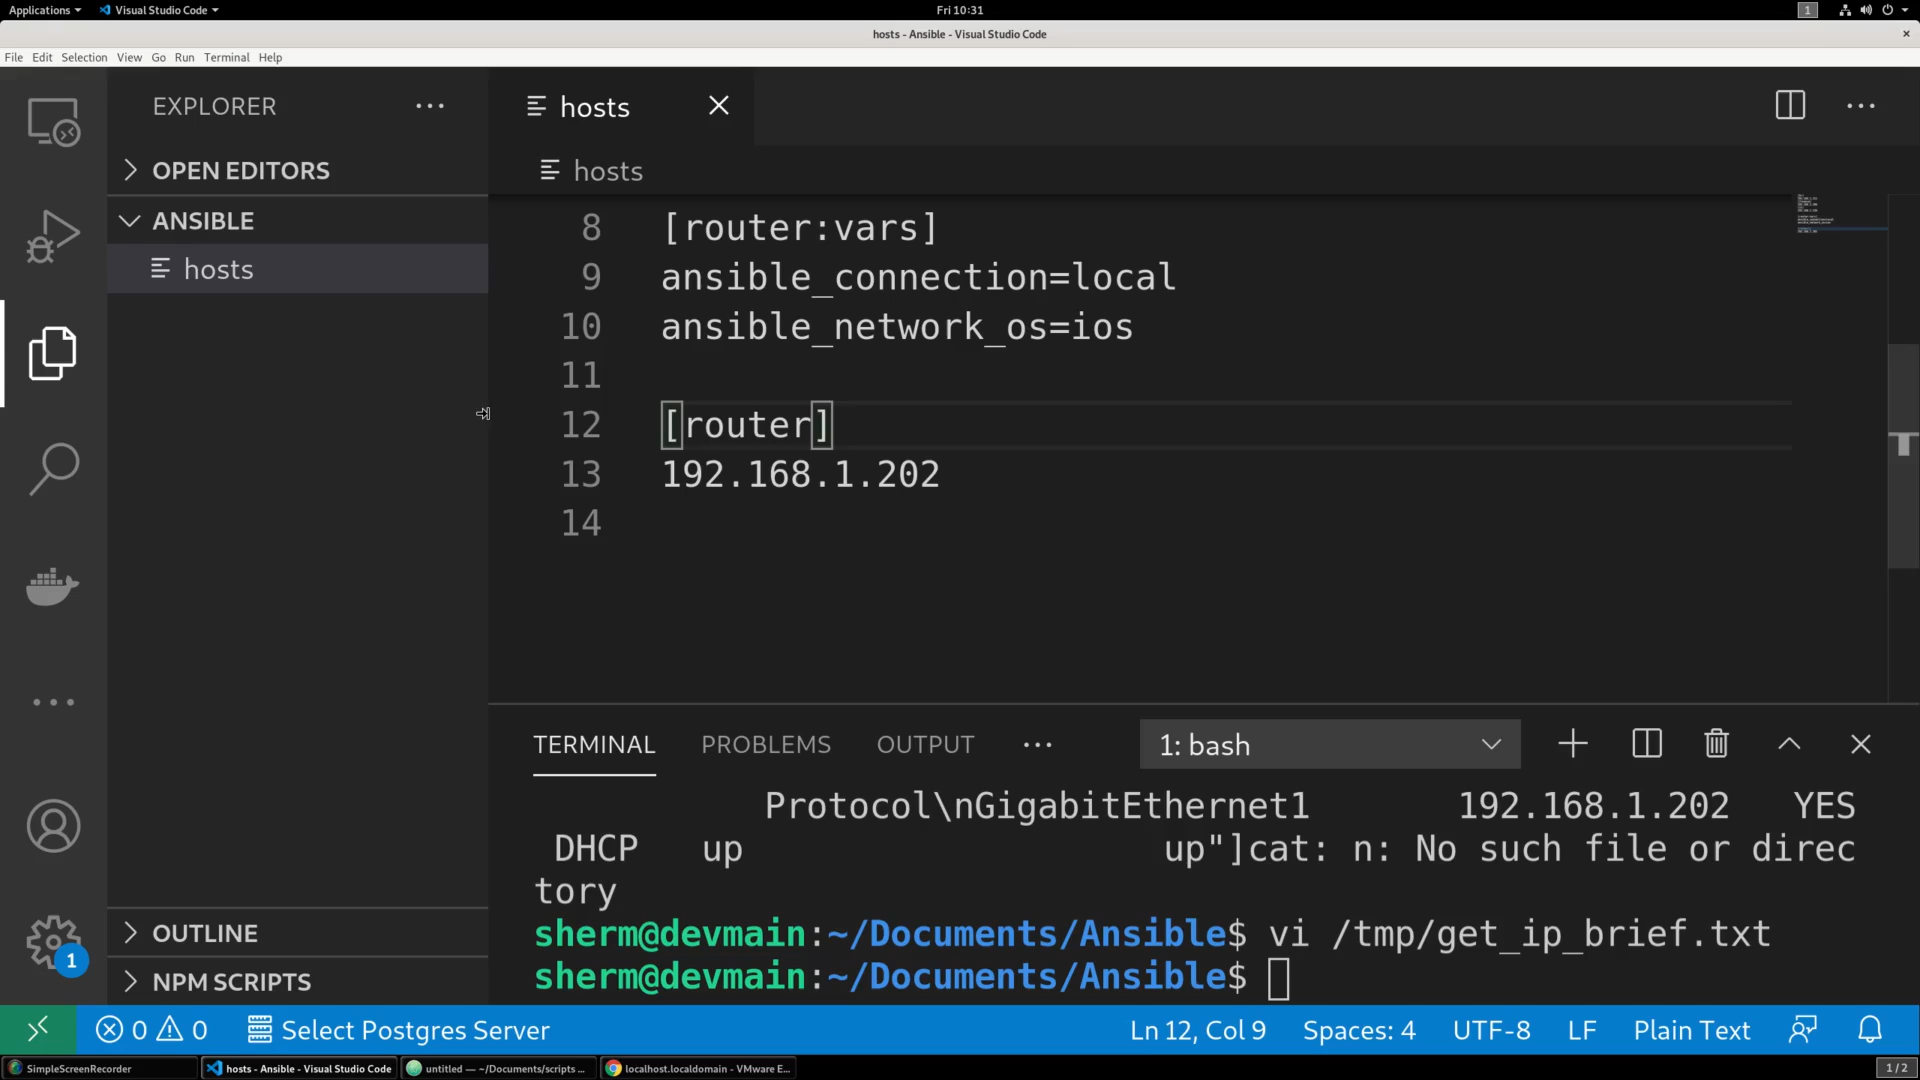 Applications
Visual Studio Code
Fri 10:31
1
hosts - Ansible - Visual Studio Code
File Edit Selection View Go Run Terminal Help
EXPLORER
OPEN EDITORS
ANSIBLE
hosts
OUTLINE
NPM SCRIPTS
1
hosts
hosts
8 [router:vars]
9 ansible_connection=local
10 ansible_network_os=ios
11
12 [router]
13 192.168.1.202
14
TERMINAL PROBLEMS OUTPUT
1: bash
Protocol\nGigabitEthernet1 192.168.1.202 YES
DHCP up up"]cat: n: No such file or direc
tory
sherm@devmain:~/Documents/Ansible$ vi /tmp/get_ip_brief.txt
sherm@devmain:~/Documents/Ansible$
0 0 Select Postgres Server Ln 12, Col 9 Spaces: 4 UTF-8 LF Plain Text
SimpleScreenRecorder
hosts - Ansible - Visual Studio Code
untitled — ~/Documents/scripts ...
localhost.localdomain - VMware E...
1 / 2